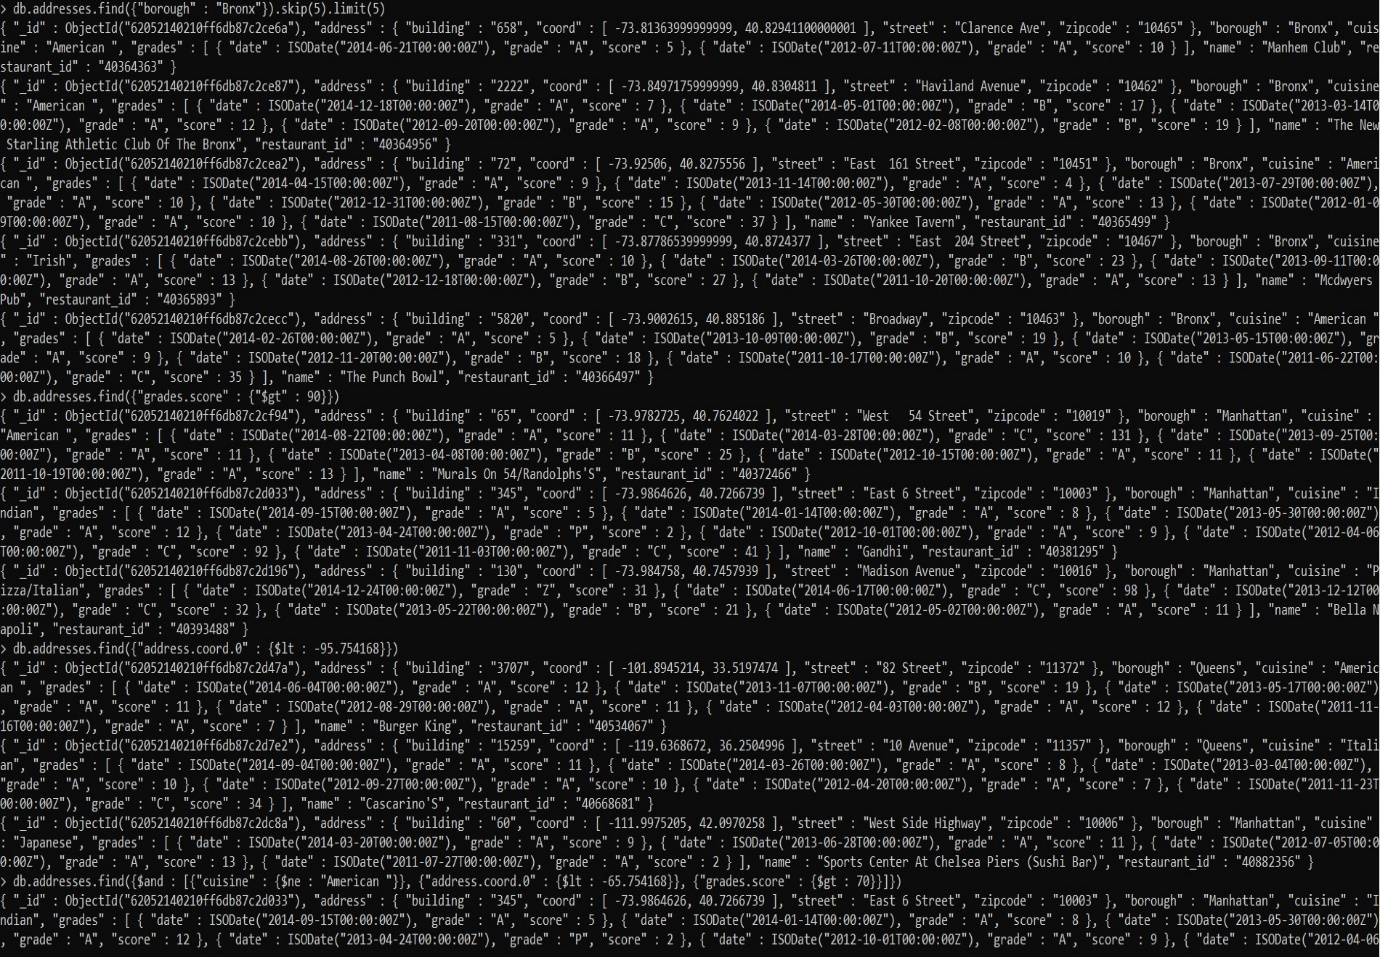 > db.addresses.find({"borough" : "Bronx"}).skip(5).limit(5)
{ "_id" : ObjectId("62052140210ff6db87c2ce6a"), "address" : { "building" : "658", "coord" : [ -73.81363999999999, 40.82941100000001 ], "street" : "Clarence Ave", "zipcode" : "10465" }, "borough" : "Bronx", "cuis
ine" : "American ", "grades" : [ { "date" : ISODate("2014-06-21T00:00:00Z"), "grade" : "A", "score" : 5 }, { "date" : ISODate("2012-07-11T00:00:00Z"), "grade" : "A", "score" : 10 } ], "name" : "Manhem Club", "re
staurant_id" : "40364363" }
{ "_id" : ObjectId("62052140210ff6db87c2ce87"), "address" : { "building" : "2222", "coord" : [ -73.84971759999999, 40.8304811 ], "street" : "Haviland Avenue", "zipcode" : "10462" }, "borough" : "Bronx", "cuisine
" : "American ", "grades" : [ { "date" : ISODate("2014-12-18T00:00:00Z"), "grade" : "A", "score" : 7 }, { "date" : ISODate("2014-05-01T00:00:00Z"), "grade" : "B", "score" : 17 }, { "date" : ISODate("2013-03-14T0
0:00:00Z"), "grade" : "A", "score" : 12 }, { "date" : ISODate("2012-09-20T00:00:00Z"), "grade" : "A", "score" : 9 }, { "date" : ISODate("2012-02-08T00:00:00Z"), "grade" : "B", "score" : 19 } ], "name" : "The New
 Starling Athletic Club Of The Bronx", "restaurant_id" : "40364956" }
{ "_id" : ObjectId("62052140210ff6db87c2cea2"), "address" : { "building" : "72", "coord" : [ -73.92506, 40.8275556 ], "street" : "East  161 Street", "zipcode" : "10451" }, "borough" : "Bronx", "cuisine" : "Ameri
can ", "grades" : [ { "date" : ISODate("2014-04-15T00:00:00Z"), "grade" : "A", "score" : 9 }, { "date" : ISODate("2013-11-14T00:00:00Z"), "grade" : "A", "score" : 4 }, { "date" : ISODate("2013-07-29T00:00:00Z"),
 "grade" : "A", "score" : 10 }, { "date" : ISODate("2012-12-31T00:00:00Z"), "grade" : "B", "score" : 15 }, { "date" : ISODate("2012-05-30T00:00:00Z"), "grade" : "A", "score" : 13 }, { "date" : ISODate("2012-01-0
9T00:00:00Z"), "grade" : "A", "score" : 10 }, { "date" : ISODate("2011-08-15T00:00:00Z"), "grade" : "C", "score" : 37 } ], "name" : "Yankee Tavern", "restaurant_id" : "40365499" }
{ "_id" : ObjectId("62052140210ff6db87c2cebb"), "address" : { "building" : "331", "coord" : [ -73.87786539999999, 40.8724377 ], "street" : "East  204 Street", "zipcode" : "10467" }, "borough" : "Bronx", "cuisine
" : "Irish", "grades" : [ { "date" : ISODate("2014-08-26T00:00:00Z"), "grade" : "A", "score" : 10 }, { "date" : ISODate("2014-03-26T00:00:00Z"), "grade" : "B", "score" : 23 }, { "date" : ISODate("2013-09-11T00:0
0:00Z"), "grade" : "A", "score" : 13 }, { "date" : ISODate("2012-12-18T00:00:00Z"), "grade" : "B", "score" : 27 }, { "date" : ISODate("2011-10-20T00:00:00Z"), "grade" : "A", "score" : 13 } ], "name" : "Mcdwyers
Pub", "restaurant_id" : "40365893" }
{ "_id" : ObjectId("62052140210ff6db87c2cecc"), "address" : { "building" : "5820", "coord" : [ -73.9002615, 40.885186 ], "street" : "Broadway", "zipcode" : "10463" }, "borough" : "Bronx", "cuisine" : "American "
, "grades" : [ { "date" : ISODate("2014-02-26T00:00:00Z"), "grade" : "A", "score" : 5 }, { "date" : ISODate("2013-10-09T00:00:00Z"), "grade" : "B", "score" : 19 }, { "date" : ISODate("2013-05-15T00:00:00Z"), "gr
ade" : "A", "score" : 9 }, { "date" : ISODate("2012-11-20T00:00:00Z"), "grade" : "B", "score" : 18 }, { "date" : ISODate("2011-10-17T00:00:00Z"), "grade" : "A", "score" : 10 }, { "date" : ISODate("2011-06-22T00:
00:00Z"), "grade" : "C", "score" : 35 } ], "name" : "The Punch Bowl", "restaurant_id" : "40366497" }
> db.addresses.find({"grades.score" : {"$gt" : 90}})
{ "_id" : ObjectId("62052140210ff6db87c2cf94"), "address" : { "building" : "65", "coord" : [ -73.9782725, 40.7624022 ], "street" : "West   54 Street", "zipcode" : "10019" }, "borough" : "Manhattan", "cuisine" :
"American ", "grades" : [ { "date" : ISODate("2014-08-22T00:00:00Z"), "grade" : "A", "score" : 11 }, { "date" : ISODate("2014-03-28T00:00:00Z"), "grade" : "C", "score" : 131 }, { "date" : ISODate("2013-09-25T00:
00:00Z"), "grade" : "A", "score" : 11 }, { "date" : ISODate("2013-04-08T00:00:00Z"), "grade" : "B", "score" : 25 }, { "date" : ISODate("2012-10-15T00:00:00Z"), "grade" : "A", "score" : 11 }, { "date" : ISODate("
2011-10-19T00:00:00Z"), "grade" : "A", "score" : 13 } ], "name" : "Murals On 54/Randolphs'S", "restaurant_id" : "40372466" }
{ "_id" : ObjectId("62052140210ff6db87c2d033"), "address" : { "building" : "345", "coord" : [ -73.9864626, 40.7266739 ], "street" : "East 6 Street", "zipcode" : "10003" }, "borough" : "Manhattan", "cuisine" : "I
ndian", "grades" : [ { "date" : ISODate("2014-09-15T00:00:00Z"), "grade" : "A", "score" : 5 }, { "date" : ISODate("2014-01-14T00:00:00Z"), "grade" : "A", "score" : 8 }, { "date" : ISODate("2013-05-30T00:00:00Z")
, "grade" : "A", "score" : 12 }, { "date" : ISODate("2013-04-24T00:00:00Z"), "grade" : "P", "score" : 2 }, { "date" : ISODate("2012-10-01T00:00:00Z"), "grade" : "A", "score" : 9 }, { "date" : ISODate("2012-04-06
T00:00:00Z"), "grade" : "C", "score" : 92 }, { "date" : ISODate("2011-11-03T00:00:00Z"), "grade" : "C", "score" : 41 } ], "name" : "Gandhi", "restaurant_id" : "40381295" }
{ "_id" : ObjectId("62052140210ff6db87c2d196"), "address" : { "building" : "130", "coord" : [ -73.984758, 40.7457939 ], "street" : "Madison Avenue", "zipcode" : "10016" }, "borough" : "Manhattan", "cuisine" : "P
izza/Italian", "grades" : [ { "date" : ISODate("2014-12-24T00:00:00Z"), "grade" : "Z", "score" : 31 }, { "date" : ISODate("2014-06-17T00:00:00Z"), "grade" : "C", "score" : 98 }, { "date" : ISODate("2013-12-12T00
:00:00Z"), "grade" : "C", "score" : 32 }, { "date" : ISODate("2013-05-22T00:00:00Z"), "grade" : "B", "score" : 21 }, { "date" : ISODate("2012-05-02T00:00:00Z"), "grade" : "A", "score" : 11 } ], "name" : "Bella N
apoli", "restaurant_id" : "40393488" }
> db.addresses.find({"address.coord.0" : {$lt : -95.754168}})
{ "_id" : ObjectId("62052140210ff6db87c2d47a"), "address" : { "building" : "3707", "coord" : [ -101.8945214, 33.5197474 ], "street" : "82 Street", "zipcode" : "11372" }, "borough" : "Queens", "cuisine" : "Americ
an ", "grades" : [ { "date" : ISODate("2014-06-04T00:00:00Z"), "grade" : "A", "score" : 12 }, { "date" : ISODate("2013-11-07T00:00:00Z"), "grade" : "B", "score" : 19 }, { "date" : ISODate("2013-05-17T00:00:00Z")
, "grade" : "A", "score" : 11 }, { "date" : ISODate("2012-08-29T00:00:00Z"), "grade" : "A", "score" : 11 }, { "date" : ISODate("2012-04-03T00:00:00Z"), "grade" : "A", "score" : 12 }, { "date" : ISODate("2011-11-
16T00:00:00Z"), "grade" : "A", "score" : 7 } ], "name" : "Burger King", "restaurant_id" : "40534067" }
{ "_id" : ObjectId("62052140210ff6db87c2d7e2"), "address" : { "building" : "15259", "coord" : [ -119.6368672, 36.2504996 ], "street" : "10 Avenue", "zipcode" : "11357" }, "borough" : "Queens", "cuisine" : "Itali
an", "grades" : [ { "date" : ISODate("2014-09-04T00:00:00Z"), "grade" : "A", "score" : 11 }, { "date" : ISODate("2014-03-26T00:00:00Z"), "grade" : "A", "score" : 8 }, { "date" : ISODate("2013-03-04T00:00:00Z"),
"grade" : "A", "score" : 10 }, { "date" : ISODate("2012-09-27T00:00:00Z"), "grade" : "A", "score" : 10 }, { "date" : ISODate("2012-04-20T00:00:00Z"), "grade" : "A", "score" : 7 }, { "date" : ISODate("2011-11-23T
00:00:00Z"), "grade" : "C", "score" : 34 } ], "name" : "Cascarino'S", "restaurant_id" : "40668681" }
{ "_id" : ObjectId("62052140210ff6db87c2dc8a"), "address" : { "building" : "60", "coord" : [ -111.9975205, 42.0970258 ], "street" : "West Side Highway", "zipcode" : "10006" }, "borough" : "Manhattan", "cuisine"
: "Japanese", "grades" : [ { "date" : ISODate("2014-03-20T00:00:00Z"), "grade" : "A", "score" : 9 }, { "date" : ISODate("2013-06-28T00:00:00Z"), "grade" : "A", "score" : 11 }, { "date" : ISODate("2012-07-05T00:0
0:00Z"), "grade" : "A", "score" : 13 }, { "date" : ISODate("2011-07-27T00:00:00Z"), "grade" : "A", "score" : 2 } ], "name" : "Sports Center At Chelsea Piers (Sushi Bar)", "restaurant_id" : "40882356" }
> db.addresses.find({$and : [{"cuisine" : {$ne : "American "}}, {"address.coord.0" : {$lt : -65.754168}}, {"grades.score" : {$gt : 70}}]})
{ "_id" : ObjectId("62052140210ff6db87c2d033"), "address" : { "building" : "345", "coord" : [ -73.9864626, 40.7266739 ], "street" : "East 6 Street", "zipcode" : "10003" }, "borough" : "Manhattan", "cuisine" : "I
ndian", "grades" : [ { "date" : ISODate("2014-09-15T00:00:00Z"), "grade" : "A", "score" : 5 }, { "date" : ISODate("2014-01-14T00:00:00Z"), "grade" : "A", "score" : 8 }, { "date" : ISODate("2013-05-30T00:00:00Z")
, "grade" : "A", "score" : 12 }, { "date" : ISODate("2013-04-24T00:00:00Z"), "grade" : "P", "score" : 2 }, { "date" : ISODate("2012-10-01T00:00:00Z"), "grade" : "A", "score" : 9 }, { "date" : ISODate("2012-04-06